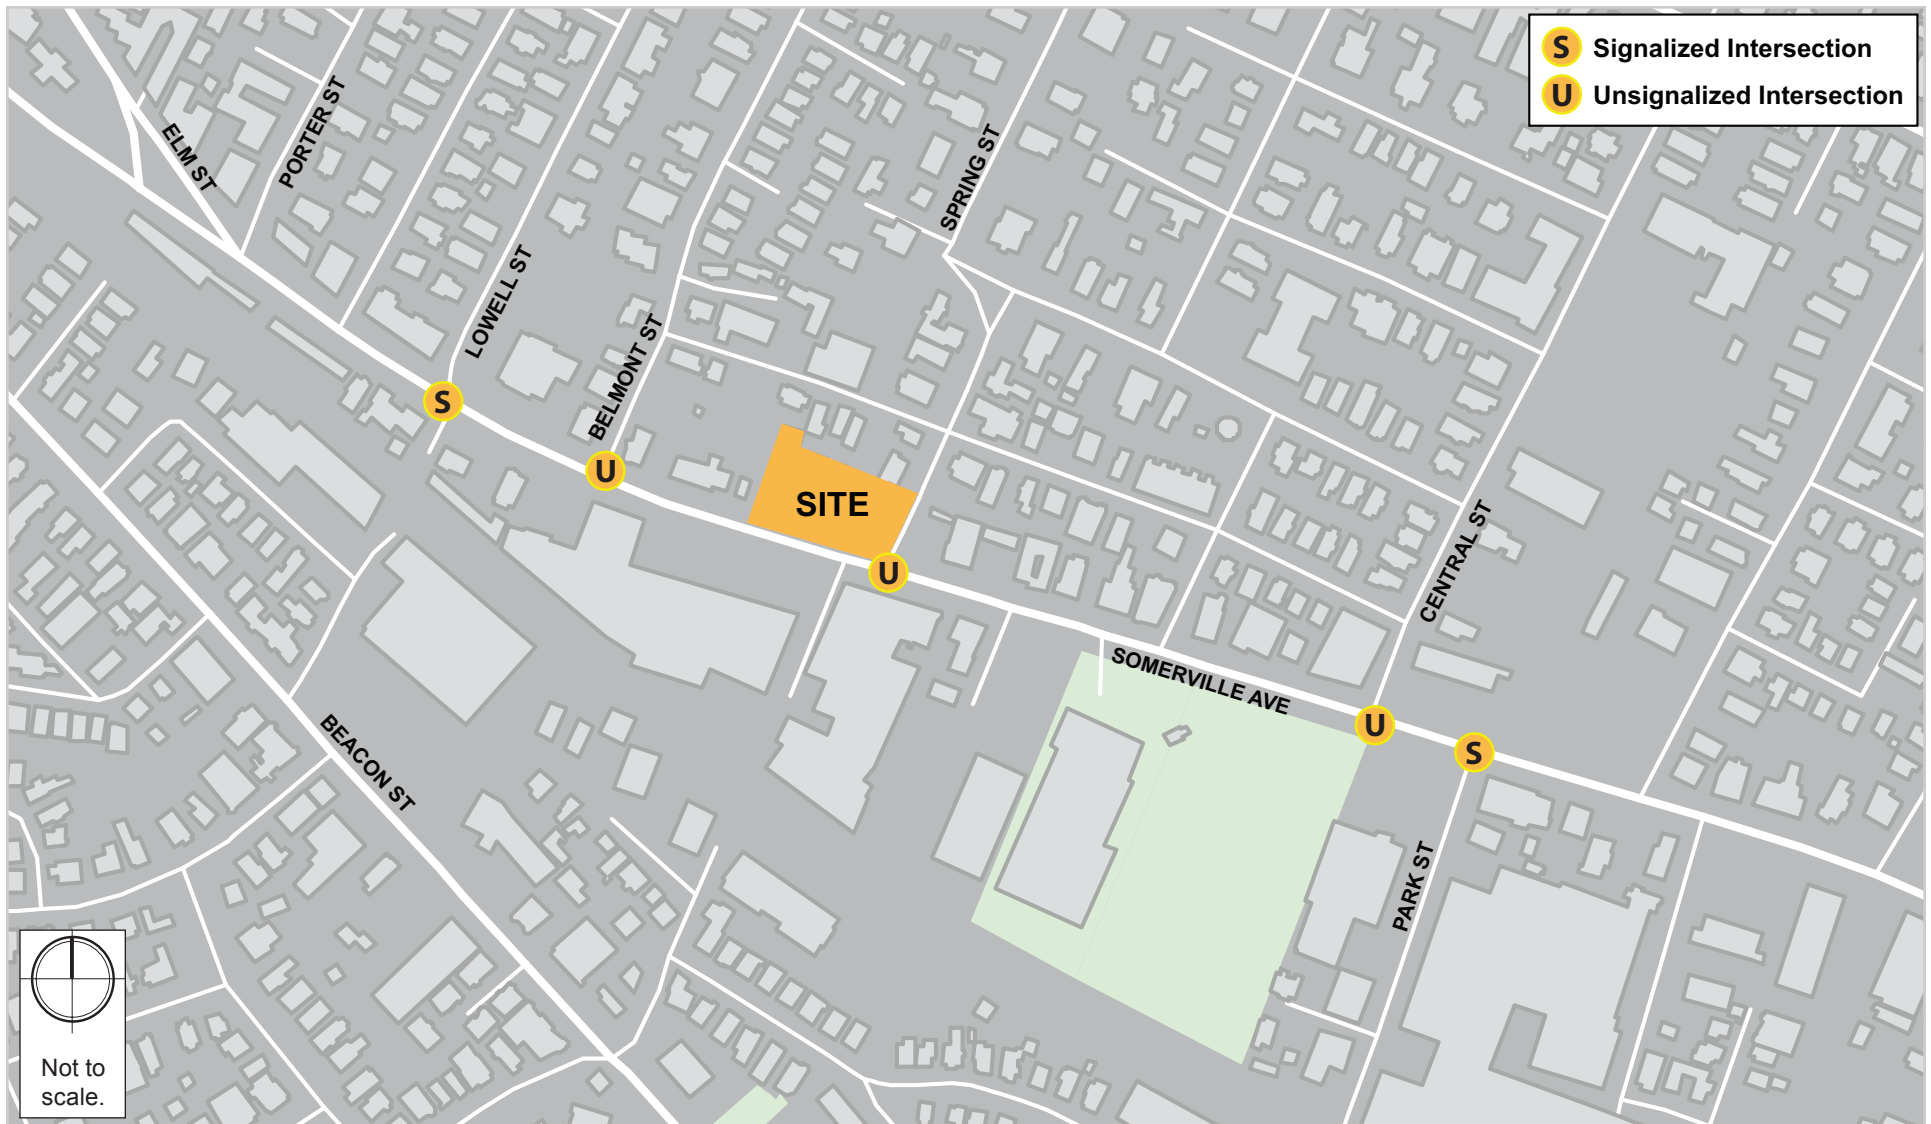 S Signalized Intersection
U Unsignalized Intersection
ELM ST
PORTER ST
SPRING ST
LOWELL ST
BELMONT ST
S
U
SITE
U
CENTRAL ST
SOMERVILLE AVE
U
S
BEACON ST
PARK ST
Not to
scale.